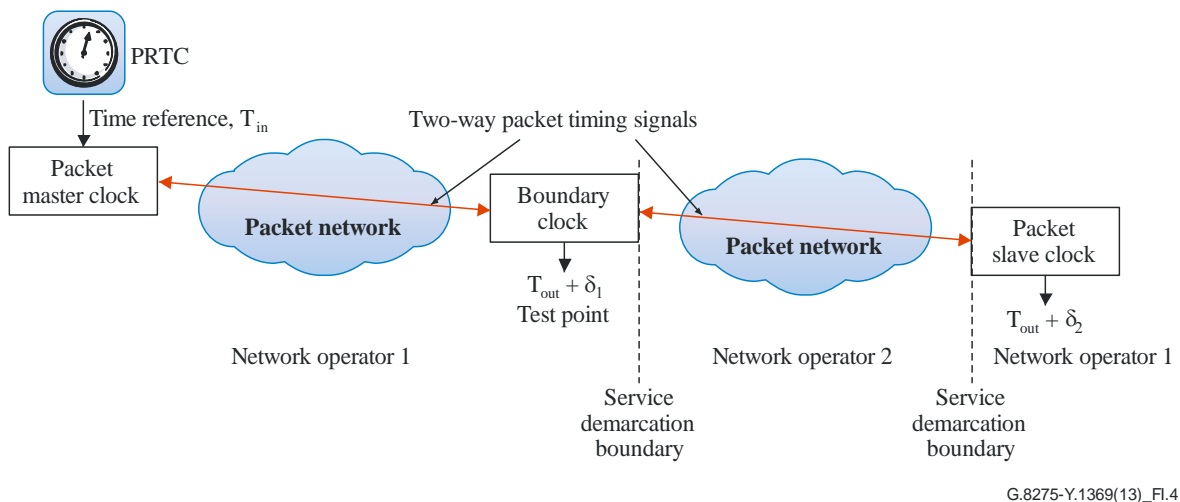 PRTC
Time reference, T_in
Two-way packet timing signals
Packet
master clock
Packet network
Boundary
clock
Packet network
Packet
slave clock
T_out + δ_1
Test point
T_out + δ_2
Network operator 1
Network operator 2
Network operator 1
Service
demarcation
boundary
Service
demarcation
boundary
G.8275-Y.1369(13)_FI.4